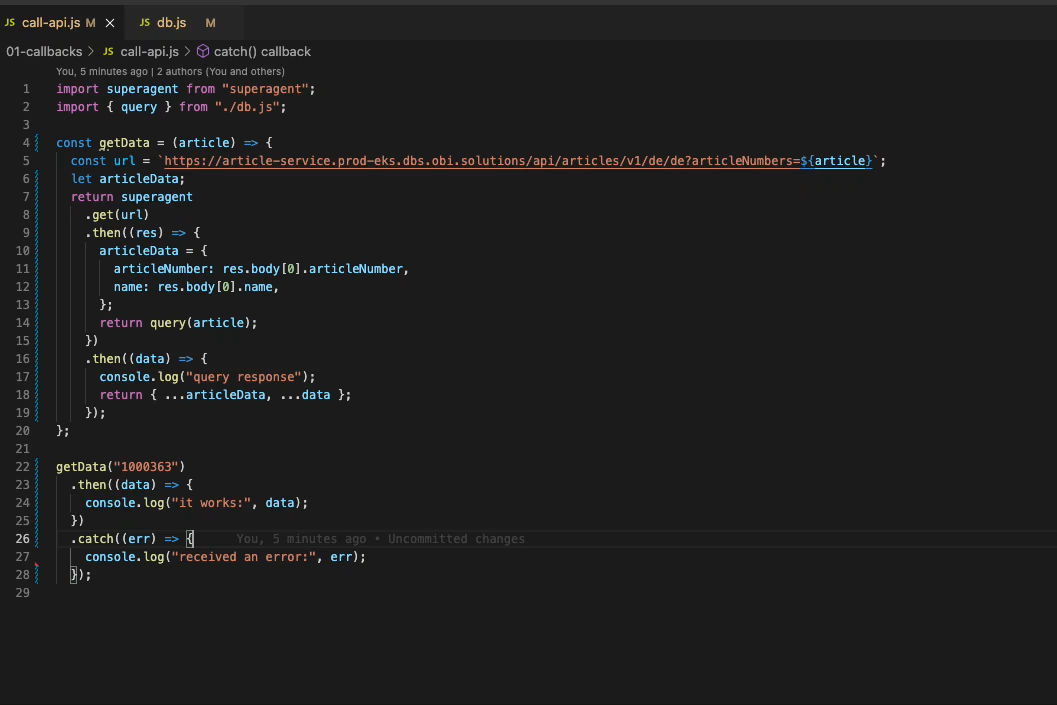 JS call-api.js M × JS db.js M
01-callbacks > JS call-api.js > catch() callback
You, 5 minutes ago | 2 authors (You and others)
1 import superagent from "superagent";
2 import { query } from "./db.js";
3
4 const getData = (article) => {
5 const url = `https://article-service.prod-eks.dbs.obi.solutions/api/articles/v1/de/de?articleNumbers=${article}`;
6 let articleData;
7 return superagent
8 .get(url)
9 .then((res) => {
10 articleData = {
11 articleNumber: res.body[0].articleNumber,
12 name: res.body[0].name,
13 };
14 return query(article);
15 })
16 .then((data) => {
17 console.log("query response");
18 return { ...articleData, ...data };
19 });
20 };
21
22 getData("1000363")
23 .then((data) => {
24 console.log("it works:", data);
25 })
26 .catch((err) => { You, 5 minutes ago • Uncommitted changes
27 console.log("received an error:", err);
28 });
29